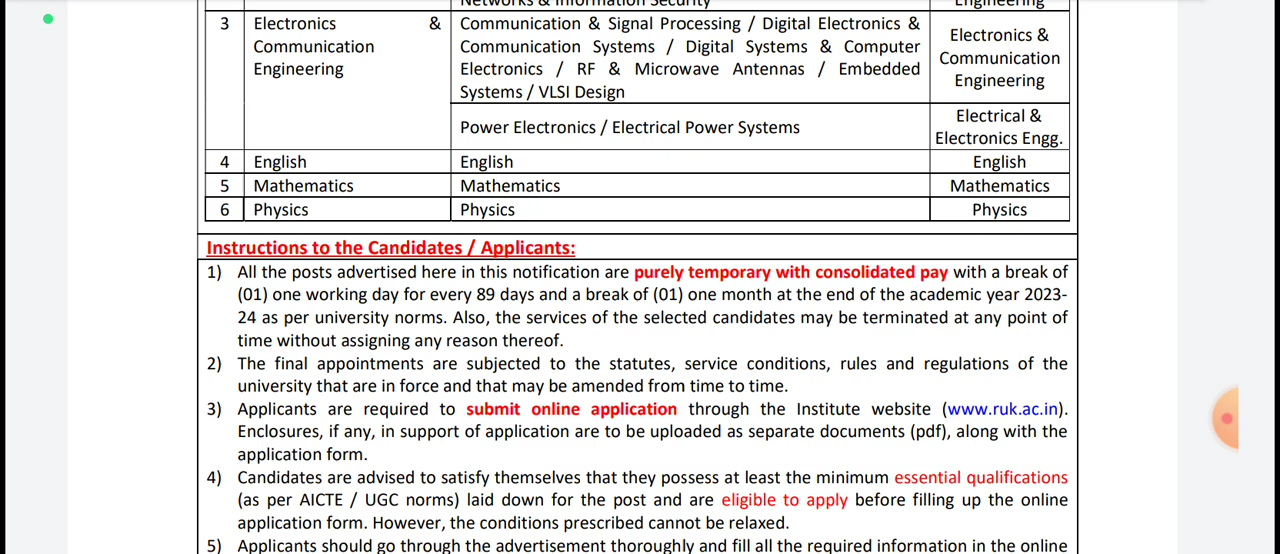 Networks & Information Security
Engineering
3 Electronics & Communication Engineering
Communication & Signal Processing / Digital Electronics &
Communication Systems / Digital Systems & Computer
Electronics / RF & Microwave Antennas / Embedded
Systems / VLSI Design
Electronics &
Communication
Engineering
Power Electronics / Electrical Power Systems
Electrical &
Electronics Engg.
4 English English English
5 Mathematics Mathematics Mathematics
6 Physics Physics Physics
Instructions to the Candidates / Applicants:
1) All the posts advertised here in this notification are purely temporary with consolidated pay with a break of
(01) one working day for every 89 days and a break of (01) one month at the end of the academic year 2023-
24 as per university norms. Also, the services of the selected candidates may be terminated at any point of
time without assigning any reason thereof.
2) The final appointments are subjected to the statutes, service conditions, rules and regulations of the
university that are in force and that may be amended from time to time.
3) Applicants are required to submit online application through the Institute website (www.ruk.ac.in).
Enclosures, if any, in support of application are to be uploaded as separate documents (pdf), along with the
application form.
4) Candidates are advised to satisfy themselves that they possess at least the minimum essential qualifications
(as per AICTE / UGC norms) laid down for the post and are eligible to apply before filling up the online
application form. However, the conditions prescribed cannot be relaxed.
5) Applicants should go through the advertisement thoroughly and fill all the required information in the online